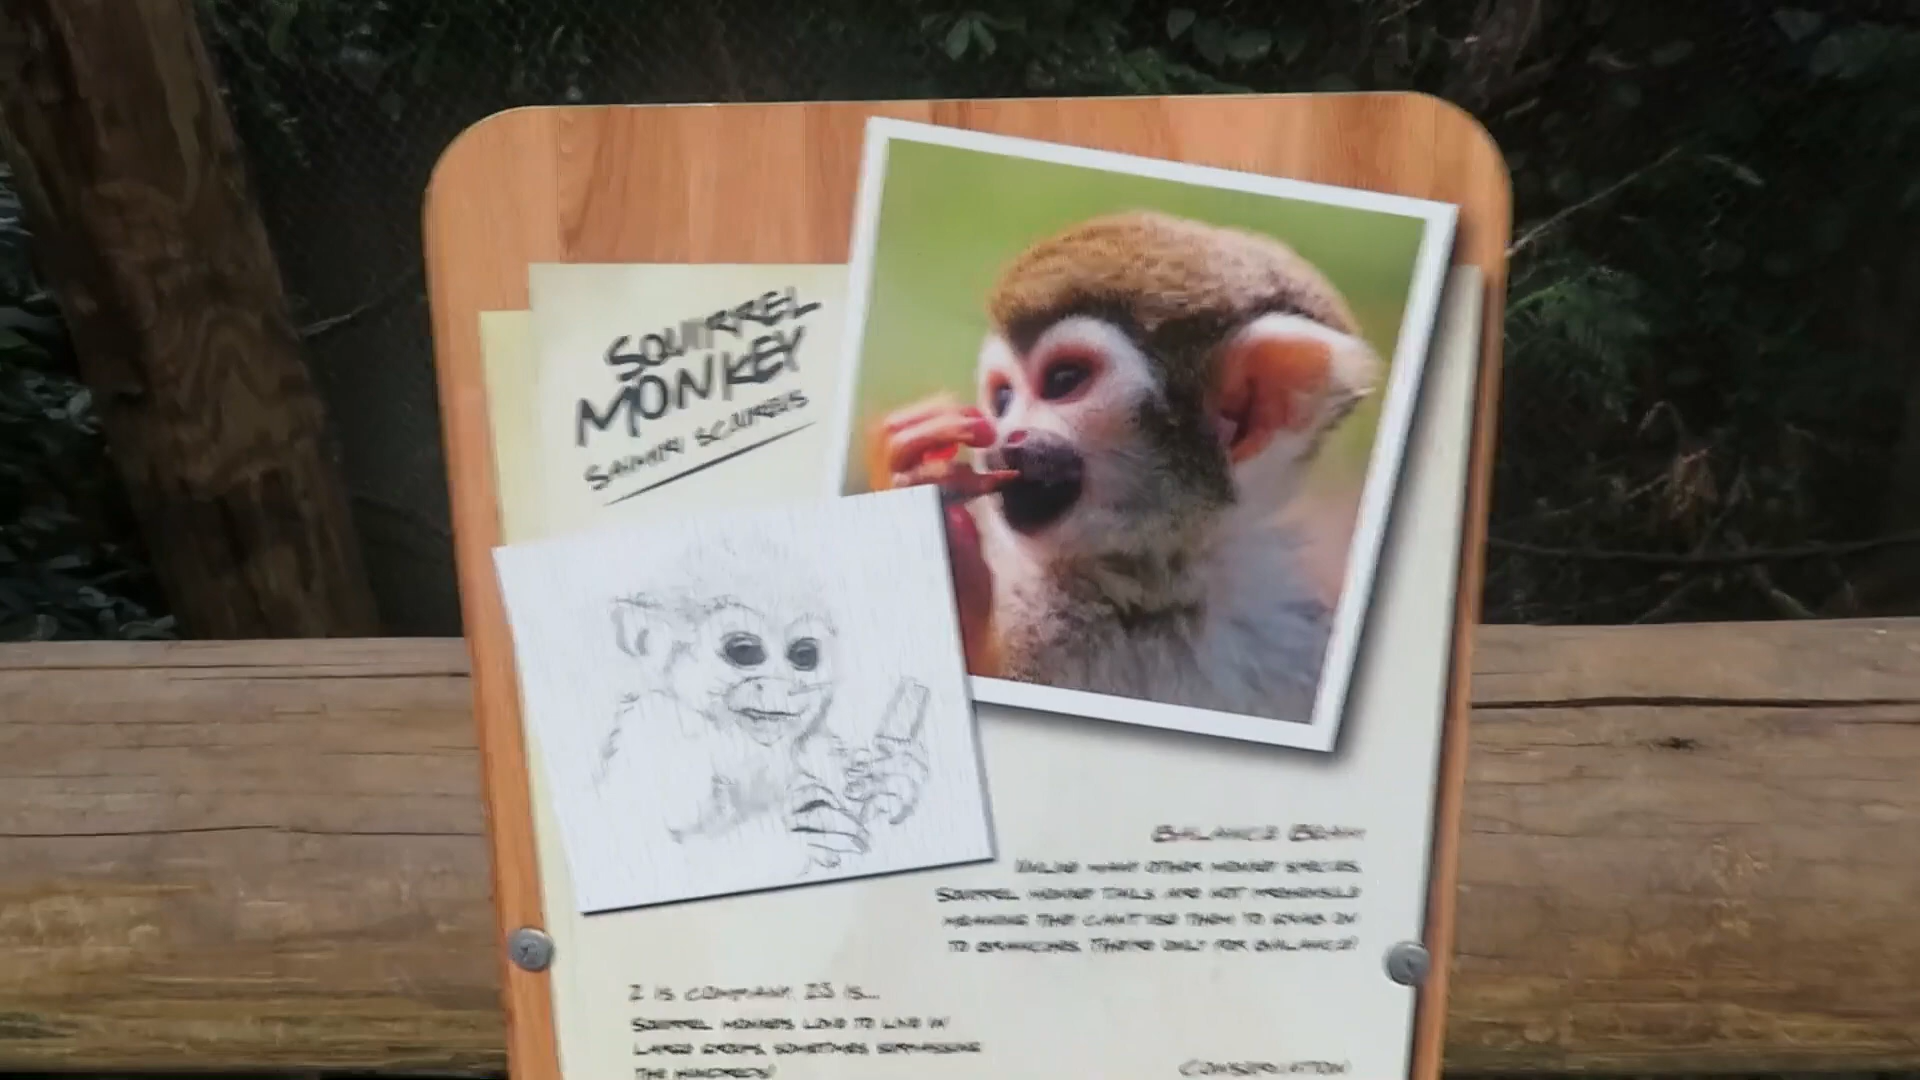 SQUIRREL
MONKEY
SAIMIRI SCIUREUS
BALANCE BEAM
UNLIKE MANY OTHER MONKEY SPECIES,
SQUIRREL MONKEY TAILS ARE NOT PREHENSILE
MEANING THEY CAN'T USE THEM TO GRAB ON
TO BRANCHES. THEY'RE ONLY FOR BALANCE!
2 IS COMPANY, 25 IS...
SQUIRREL MONKEYS LOVE TO LIVE IN
LARGE GROUPS, SOMETIMES SURPASSING
THE HUNDREDS!
CONSERVATION